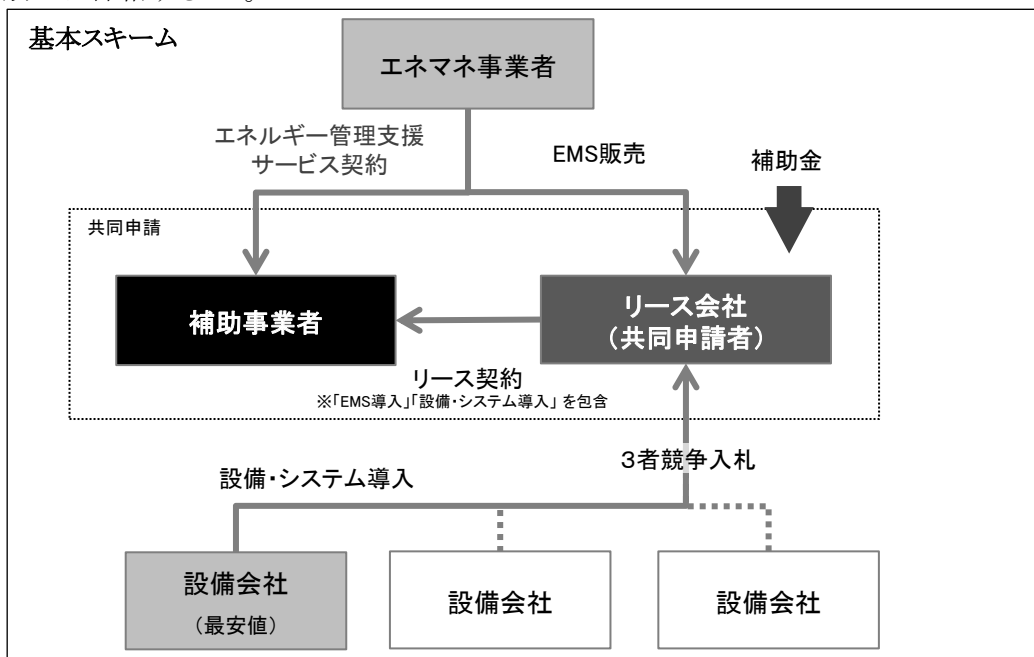 基本スキーム
エネマネ事業者
エネルギー管理支援
サービス契約
EMS販売
補助金
共同申請
補助事業者
リース会社
（共同申請者）
リース契約
※「EMS導入」「設備・システム導入」を包含
3者競争入札
設備・システム導入
設備会社
（最安値）
設備会社
設備会社